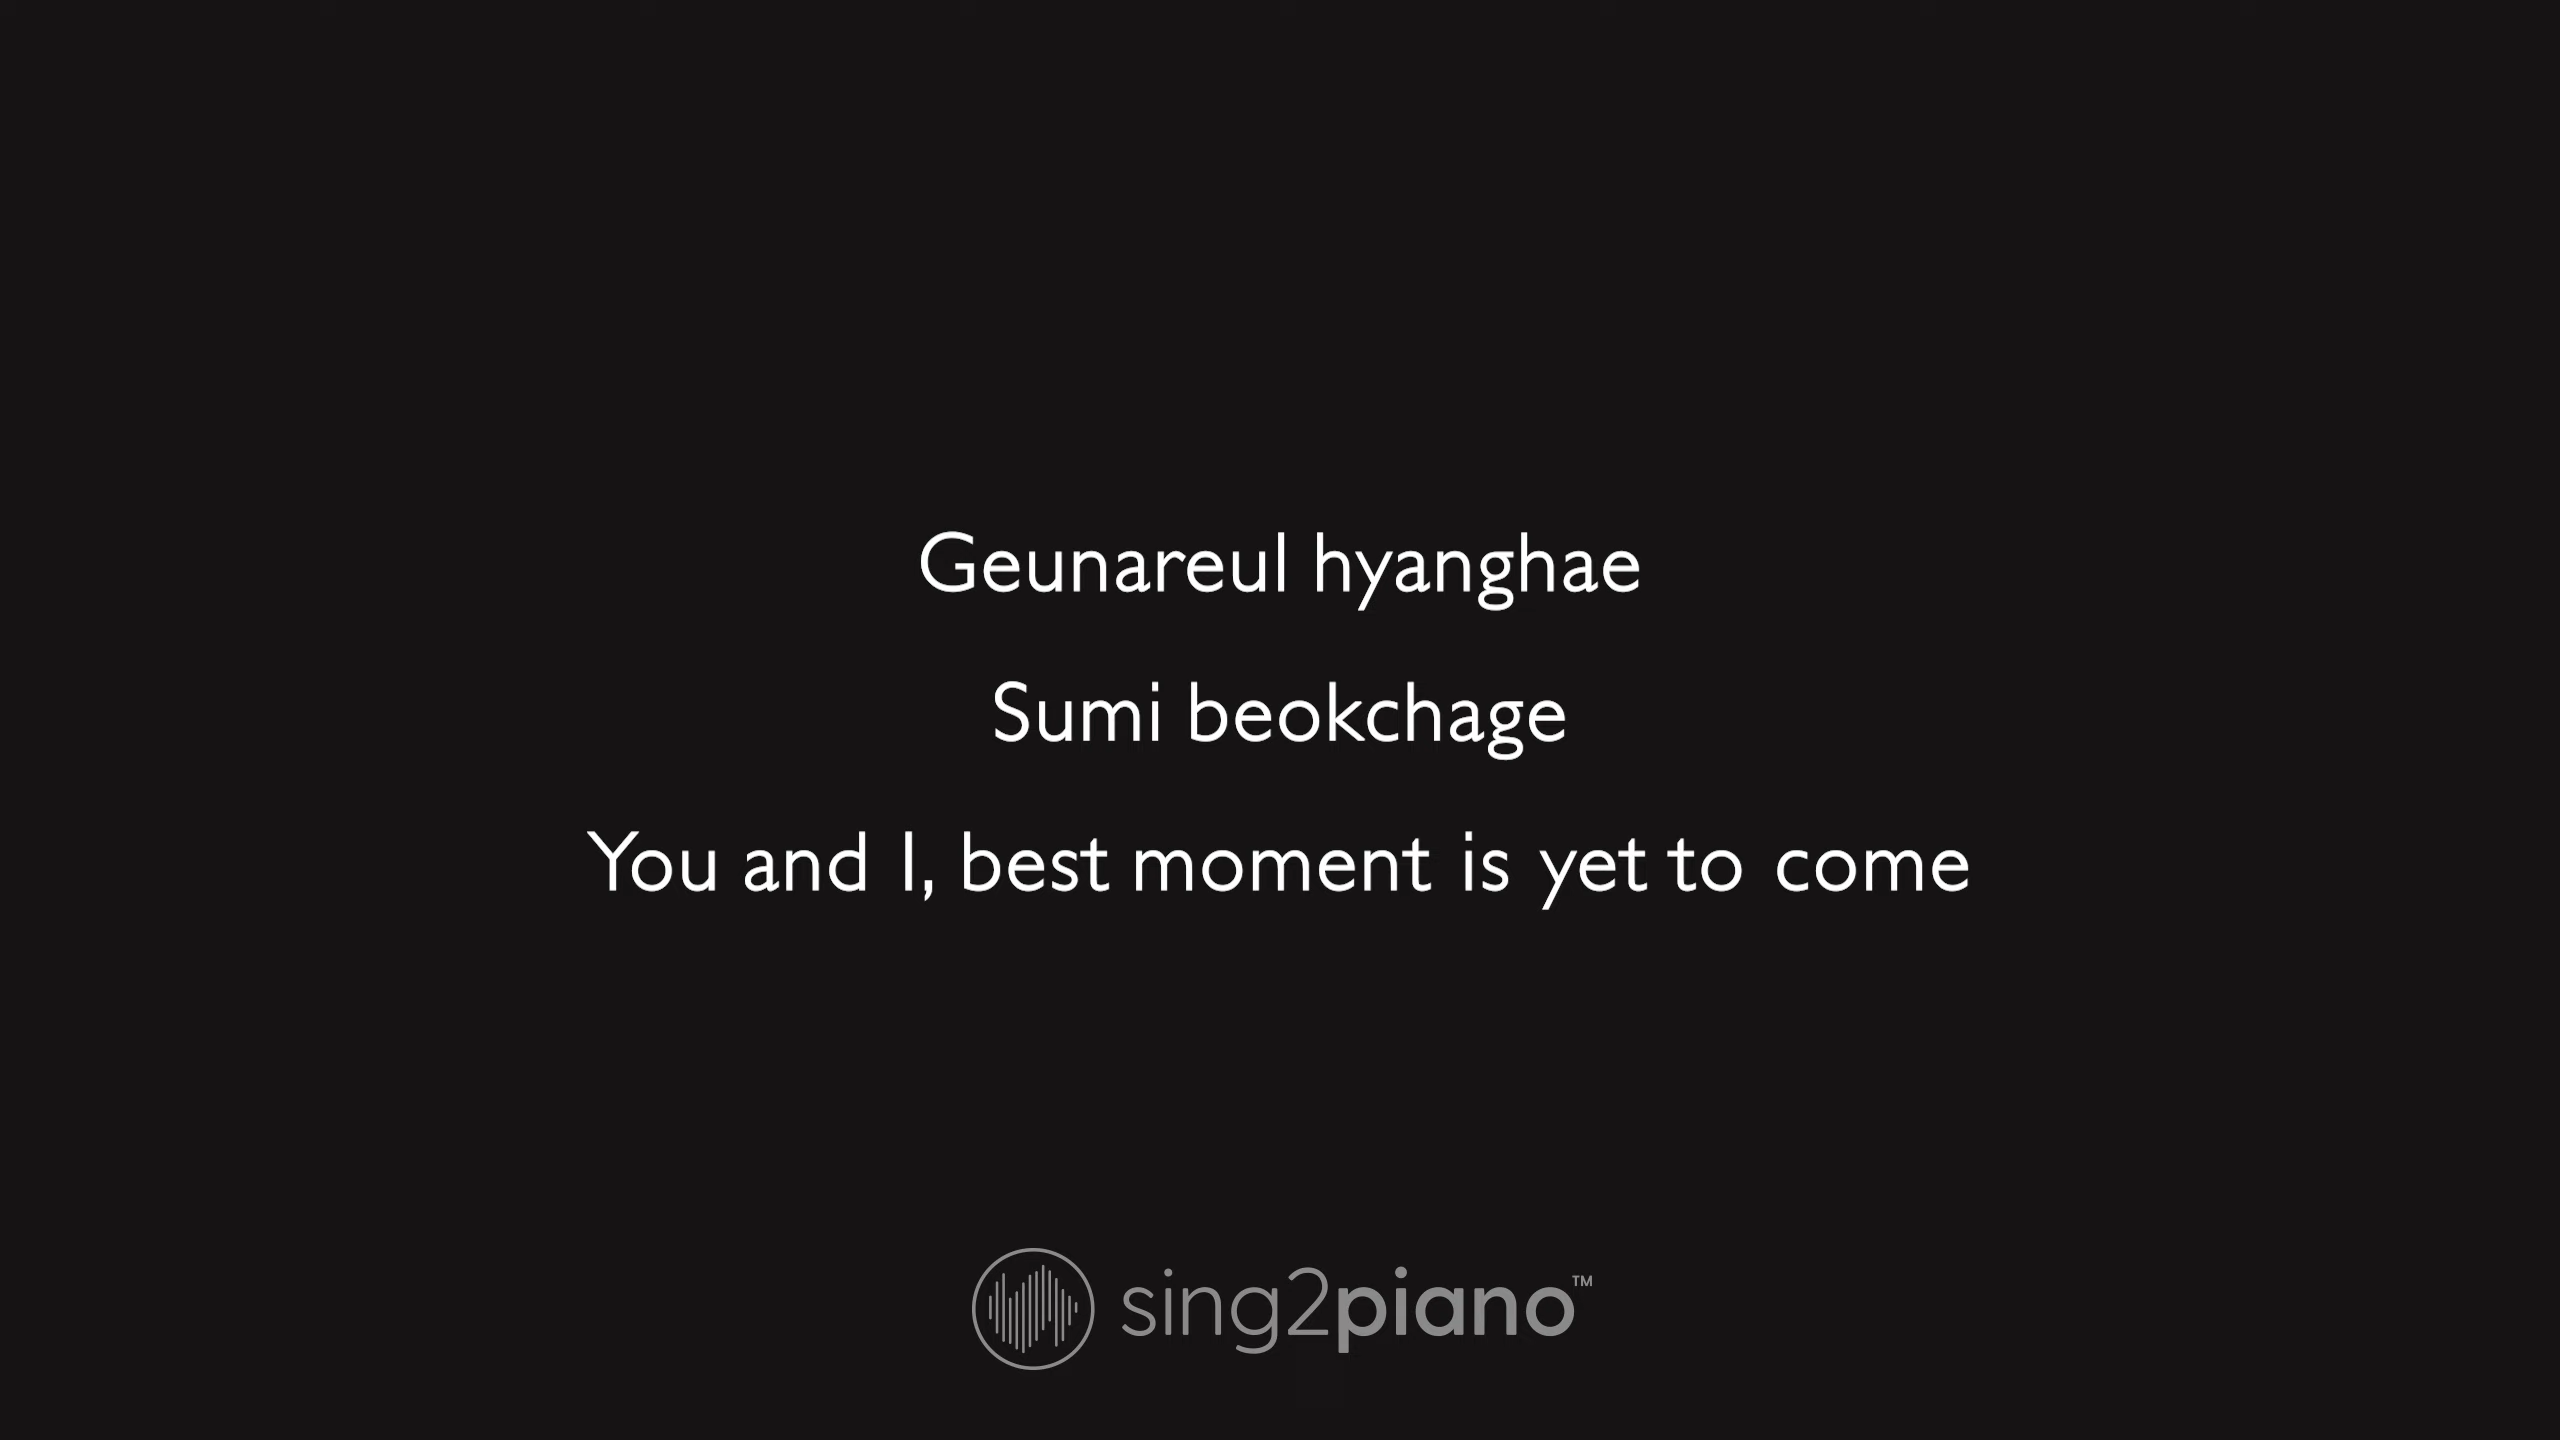 Geunareul hyanghae
Sumi beokchage
You and I, best moment is yet to come
sing2piano™